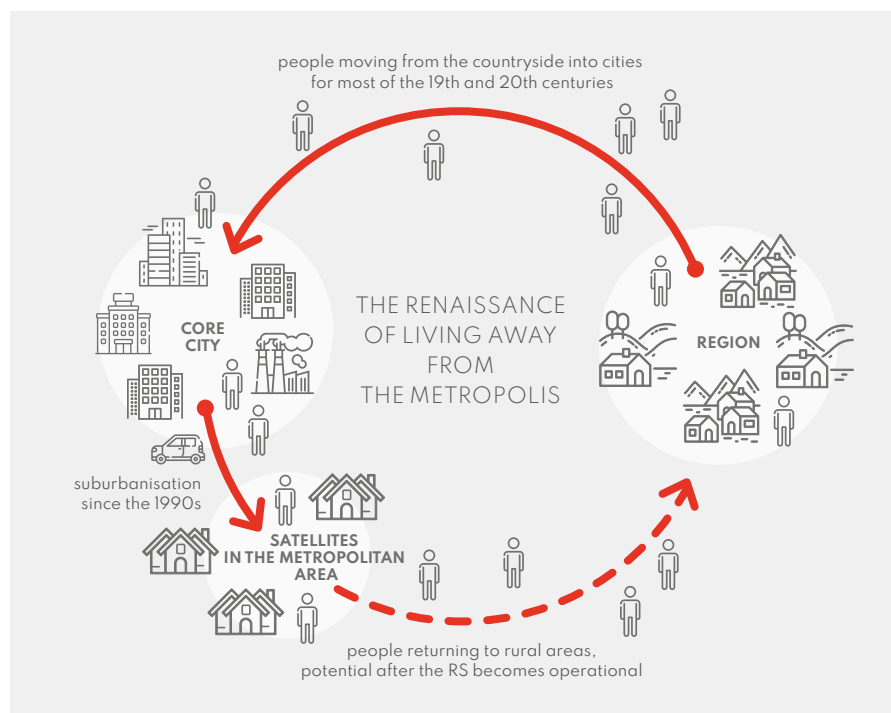 people moving from the countryside into cities
for most of the 19th and 20th centuries
THE RENAISSANCE
OF LIVING AWAY
FROM
THE METROPOLIS
CORE
CITY
REGION
suburbanisation
since the 1990s
SATELLITES
IN THE METROPOLITAN
AREA
people returning to rural areas,
potential after the RS becomes operational